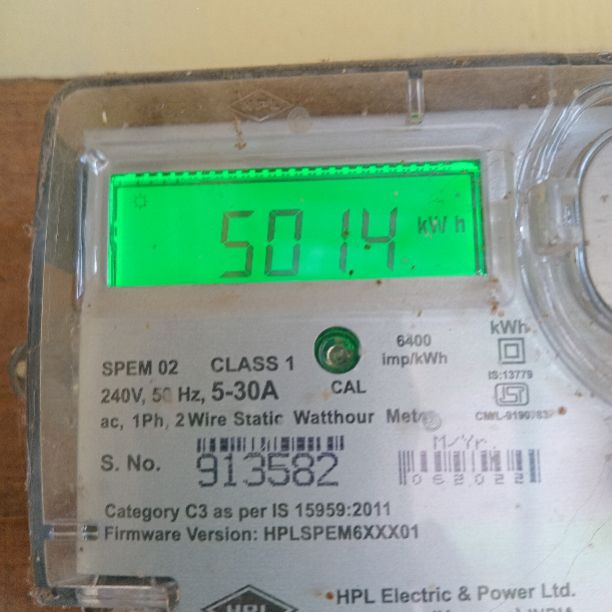 HPL
5014 kWh
6400
imp/kWh
kWh
SPEM 02 CLASS 1
240V, 50 Hz, 5-30A
CAL
IS:13779
ac, 1Ph, 2 Wire Static Watthour Meter
M/Yr.
S. No. 913582
062022
Category C3 as per IS 15959:2011
Firmware Version: HPLSPEM6XXX01
HPL
HPL Electric & Power Ltd.